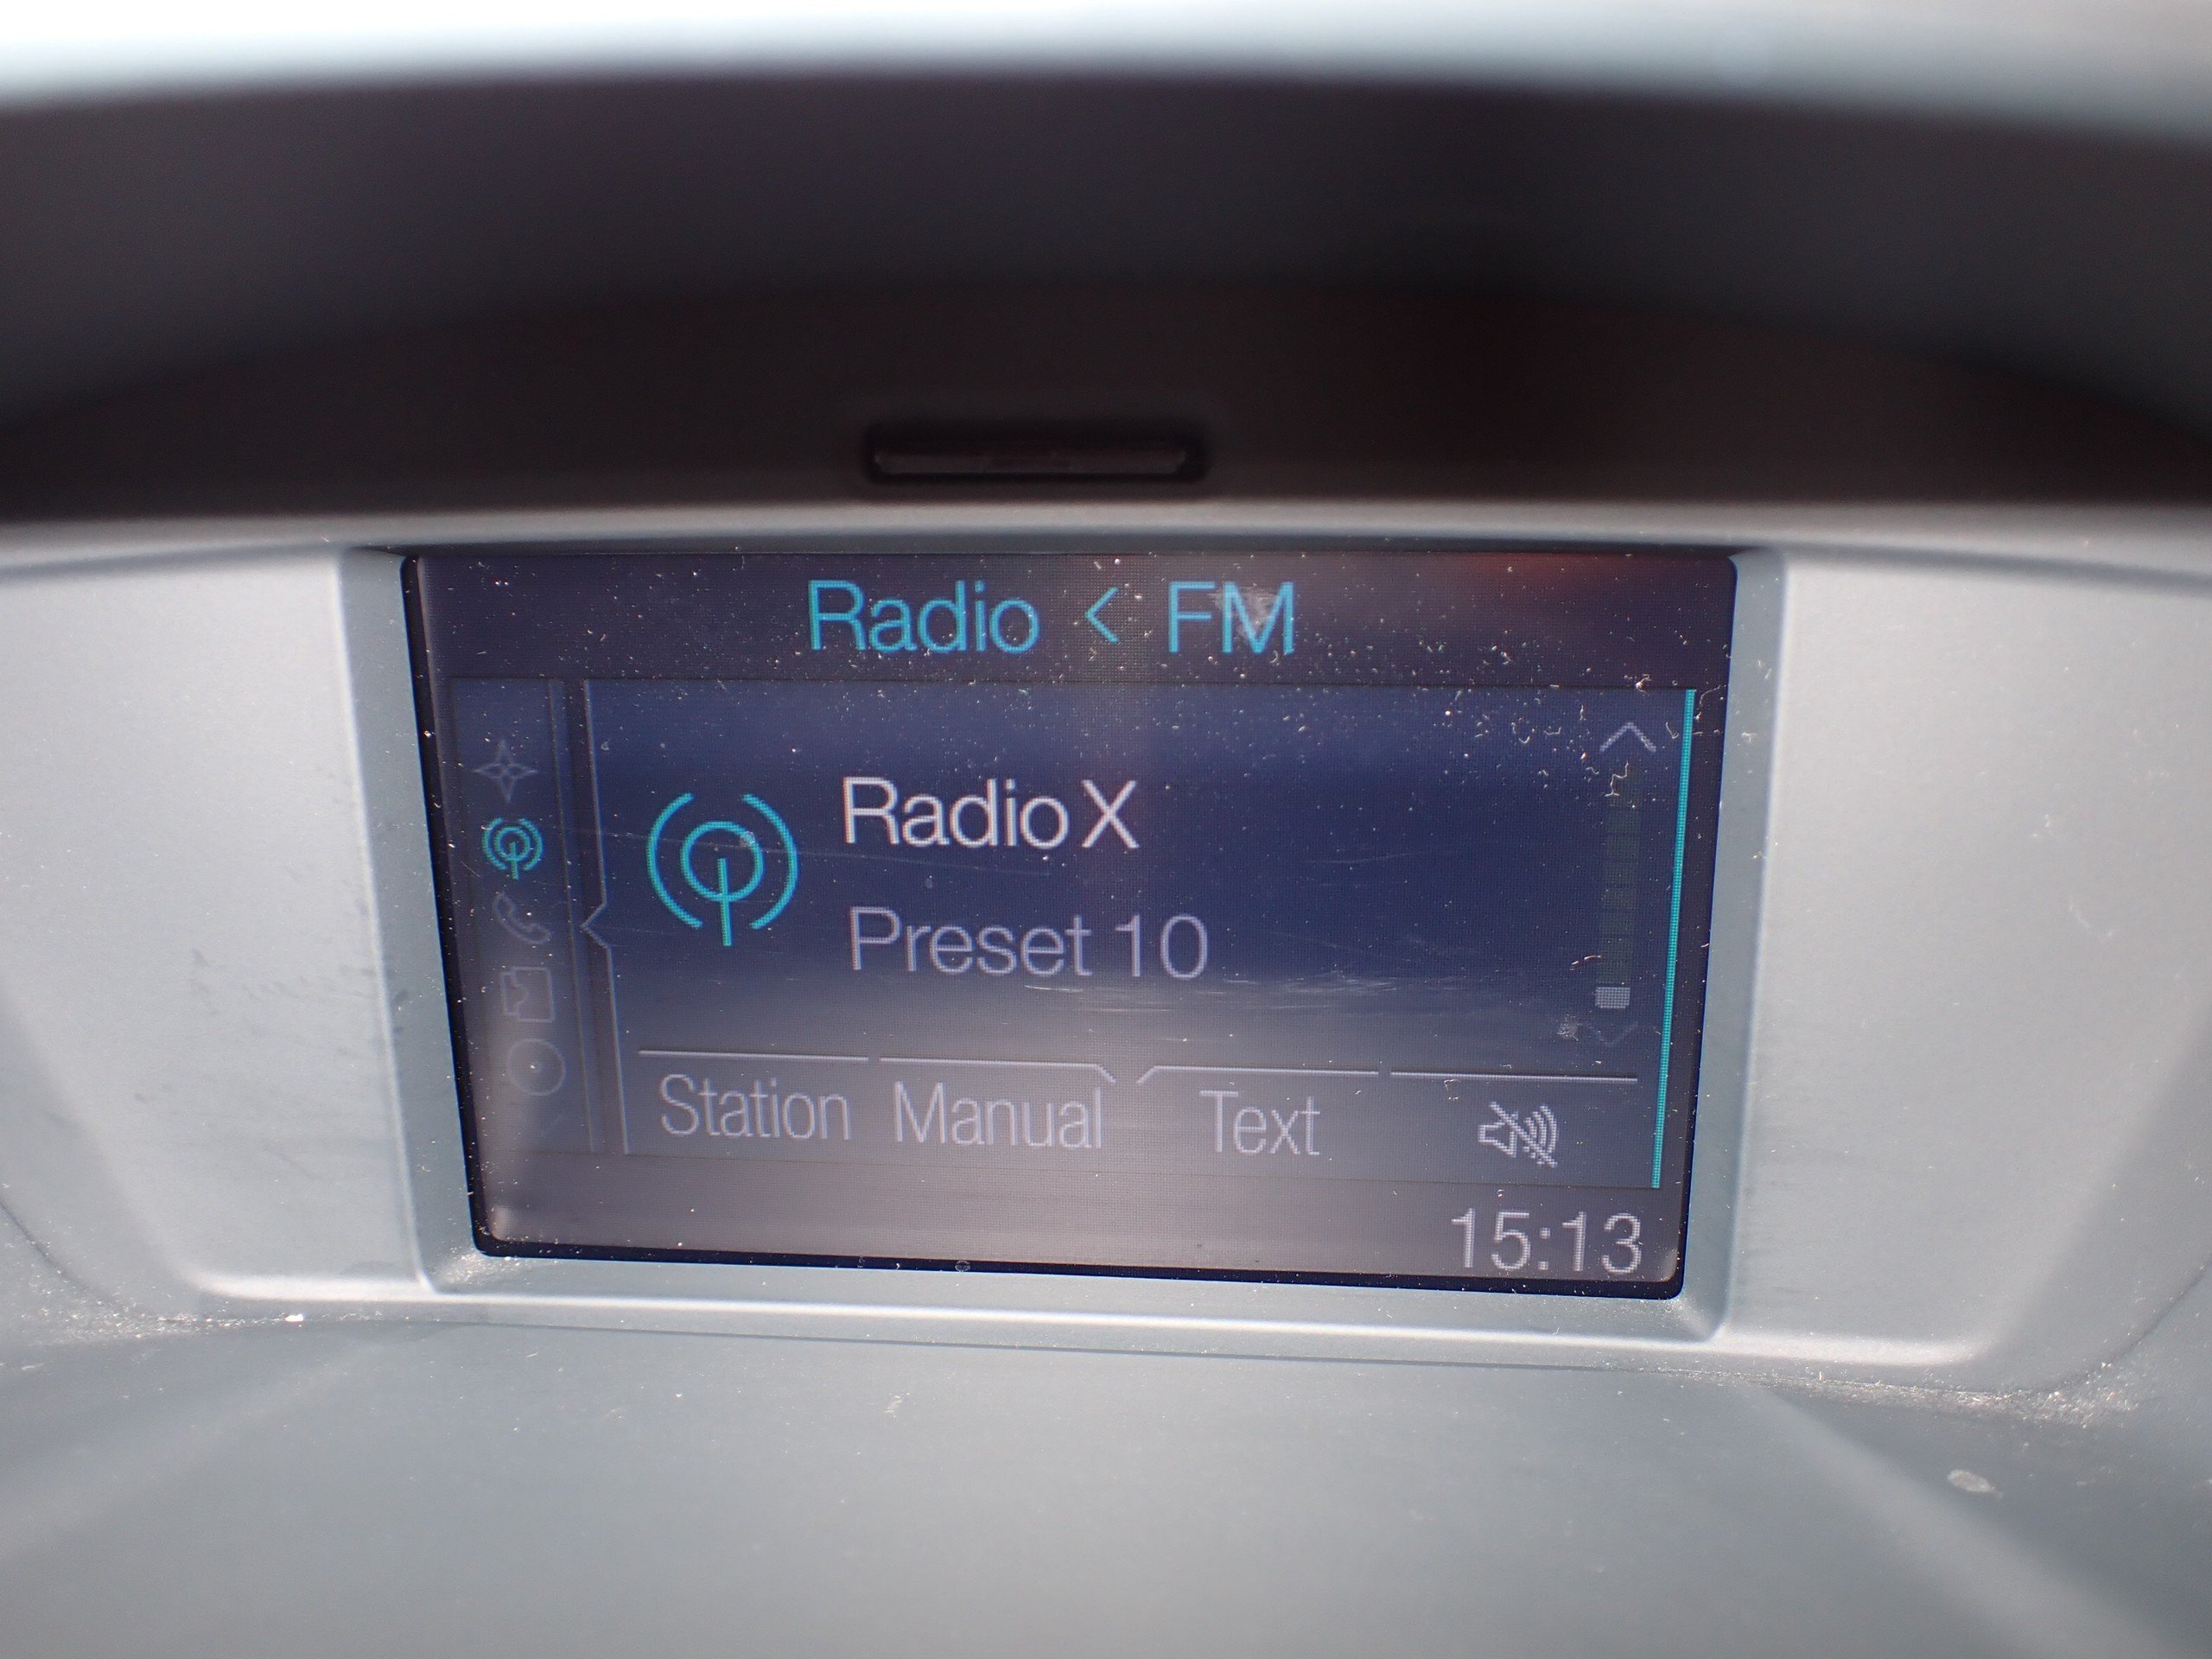 Radio < FM
Radio X
Preset 10
Station Manual Text
15:13